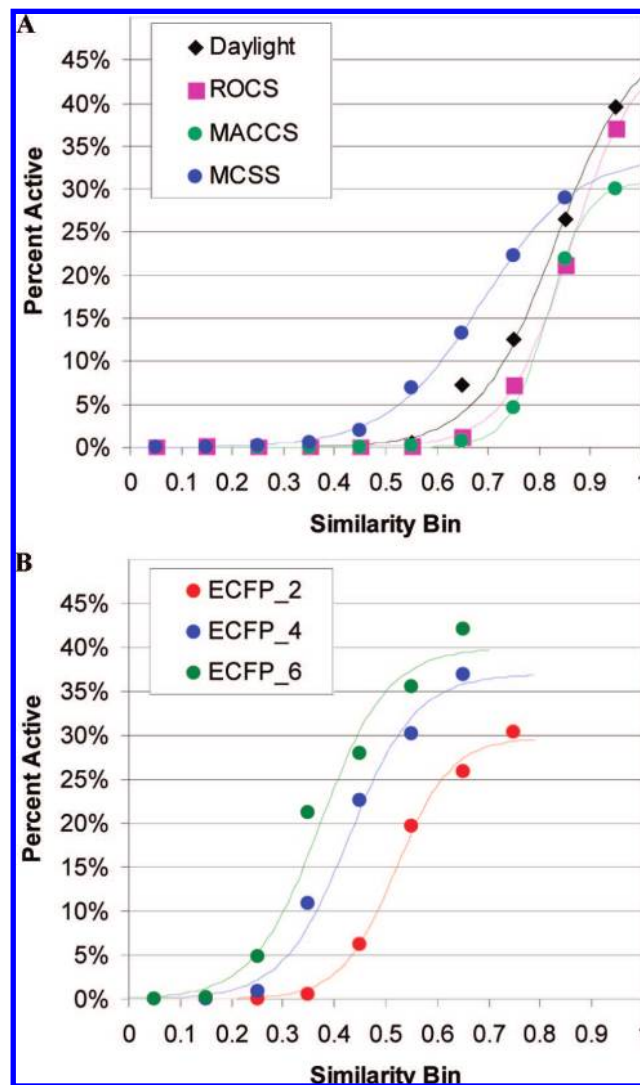 A
Daylight
ROCS
MACCS
MCSS
45%
40%
35%
30%
25%
20%
15%
10%
5%
0%
Percent Active
0 0.1 0.2 0.3 0.4 0.5 0.6 0.7 0.8 0.9 1
Similarity Bin
B
ECFP_2
ECFP_4
ECFP_6
45%
40%
35%
30%
25%
20%
15%
10%
5%
0%
Percent Active
0 0.1 0.2 0.3 0.4 0.5 0.6 0.7 0.8 0.9 1
Similarity Bin